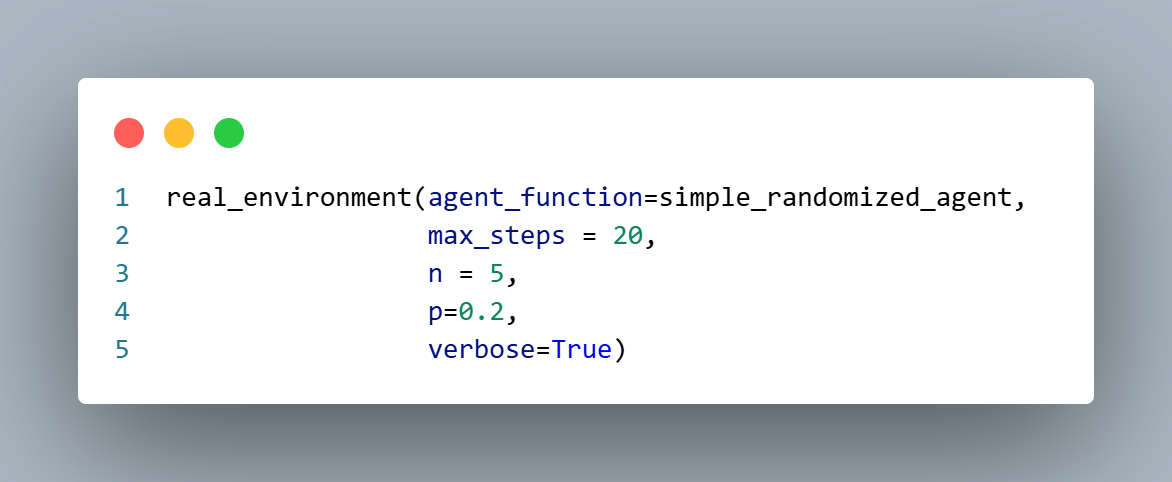 1 real_environment(agent_function=simple_randomized_agent,
2 max_steps = 20,
3 n = 5,
4 p=0.2,
5 verbose=True)